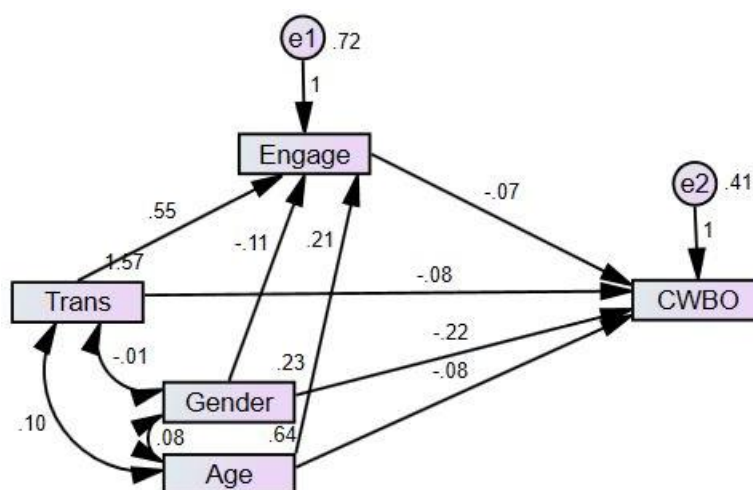 e1 .72
1
Engage
e2 .41
1
.55
-.11
.21
-.07
1.57
Trans
-.08
CWBO
-.01
-.22
.23
-.08
Gender
.10
.08
.64
Age